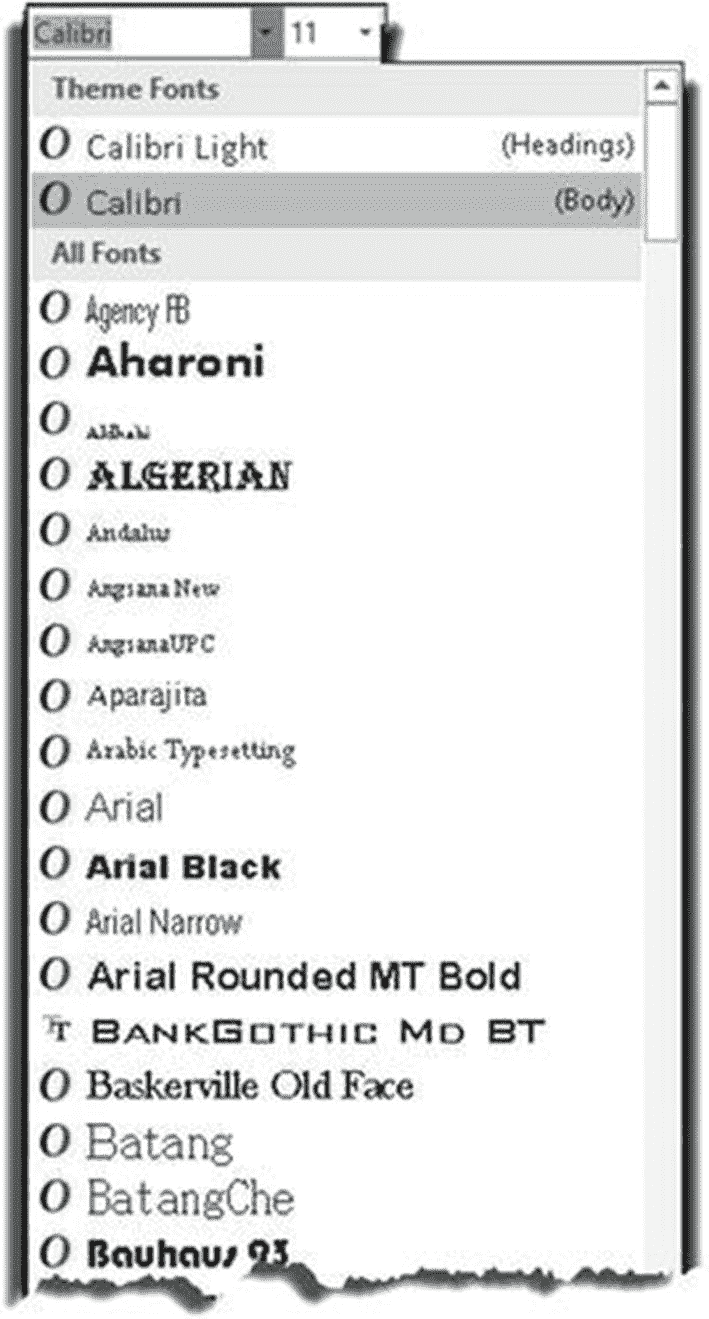 Calibri 11
Theme Fonts
O Calibri Light (Headings)
O Calibri (Body)
All Fonts
O Agency FB
O Aharoni
O
O ALGERIAN
O Andalus
O Angsana New
O AngsanaUPC
O Aparajita
O Arabic Typesetting
O Arial
O Arial Black
O Arial Narrow
O Arial Rounded MT Bold
TT BANKGOTHIC MD BT
O Baskerville Old Face
O Batang
O BatangChe
O Bauhaus 93